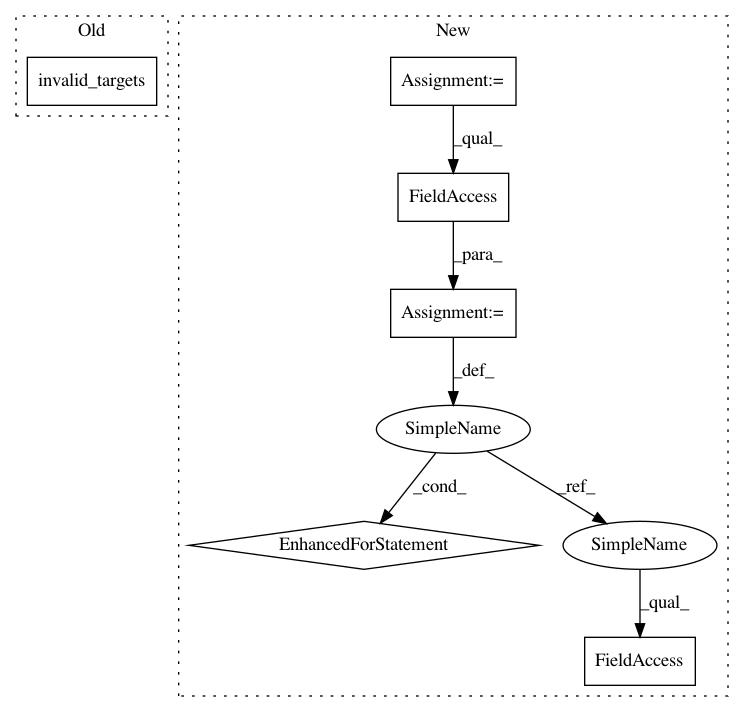 Old
New
invalid_targets
Assignment:=
_qual_
FieldAccess
_para_
Assignment:=
_def_
SimpleName
_cond_
_ref_
EnhancedForStatement
SimpleName
_qual_
FieldAccess